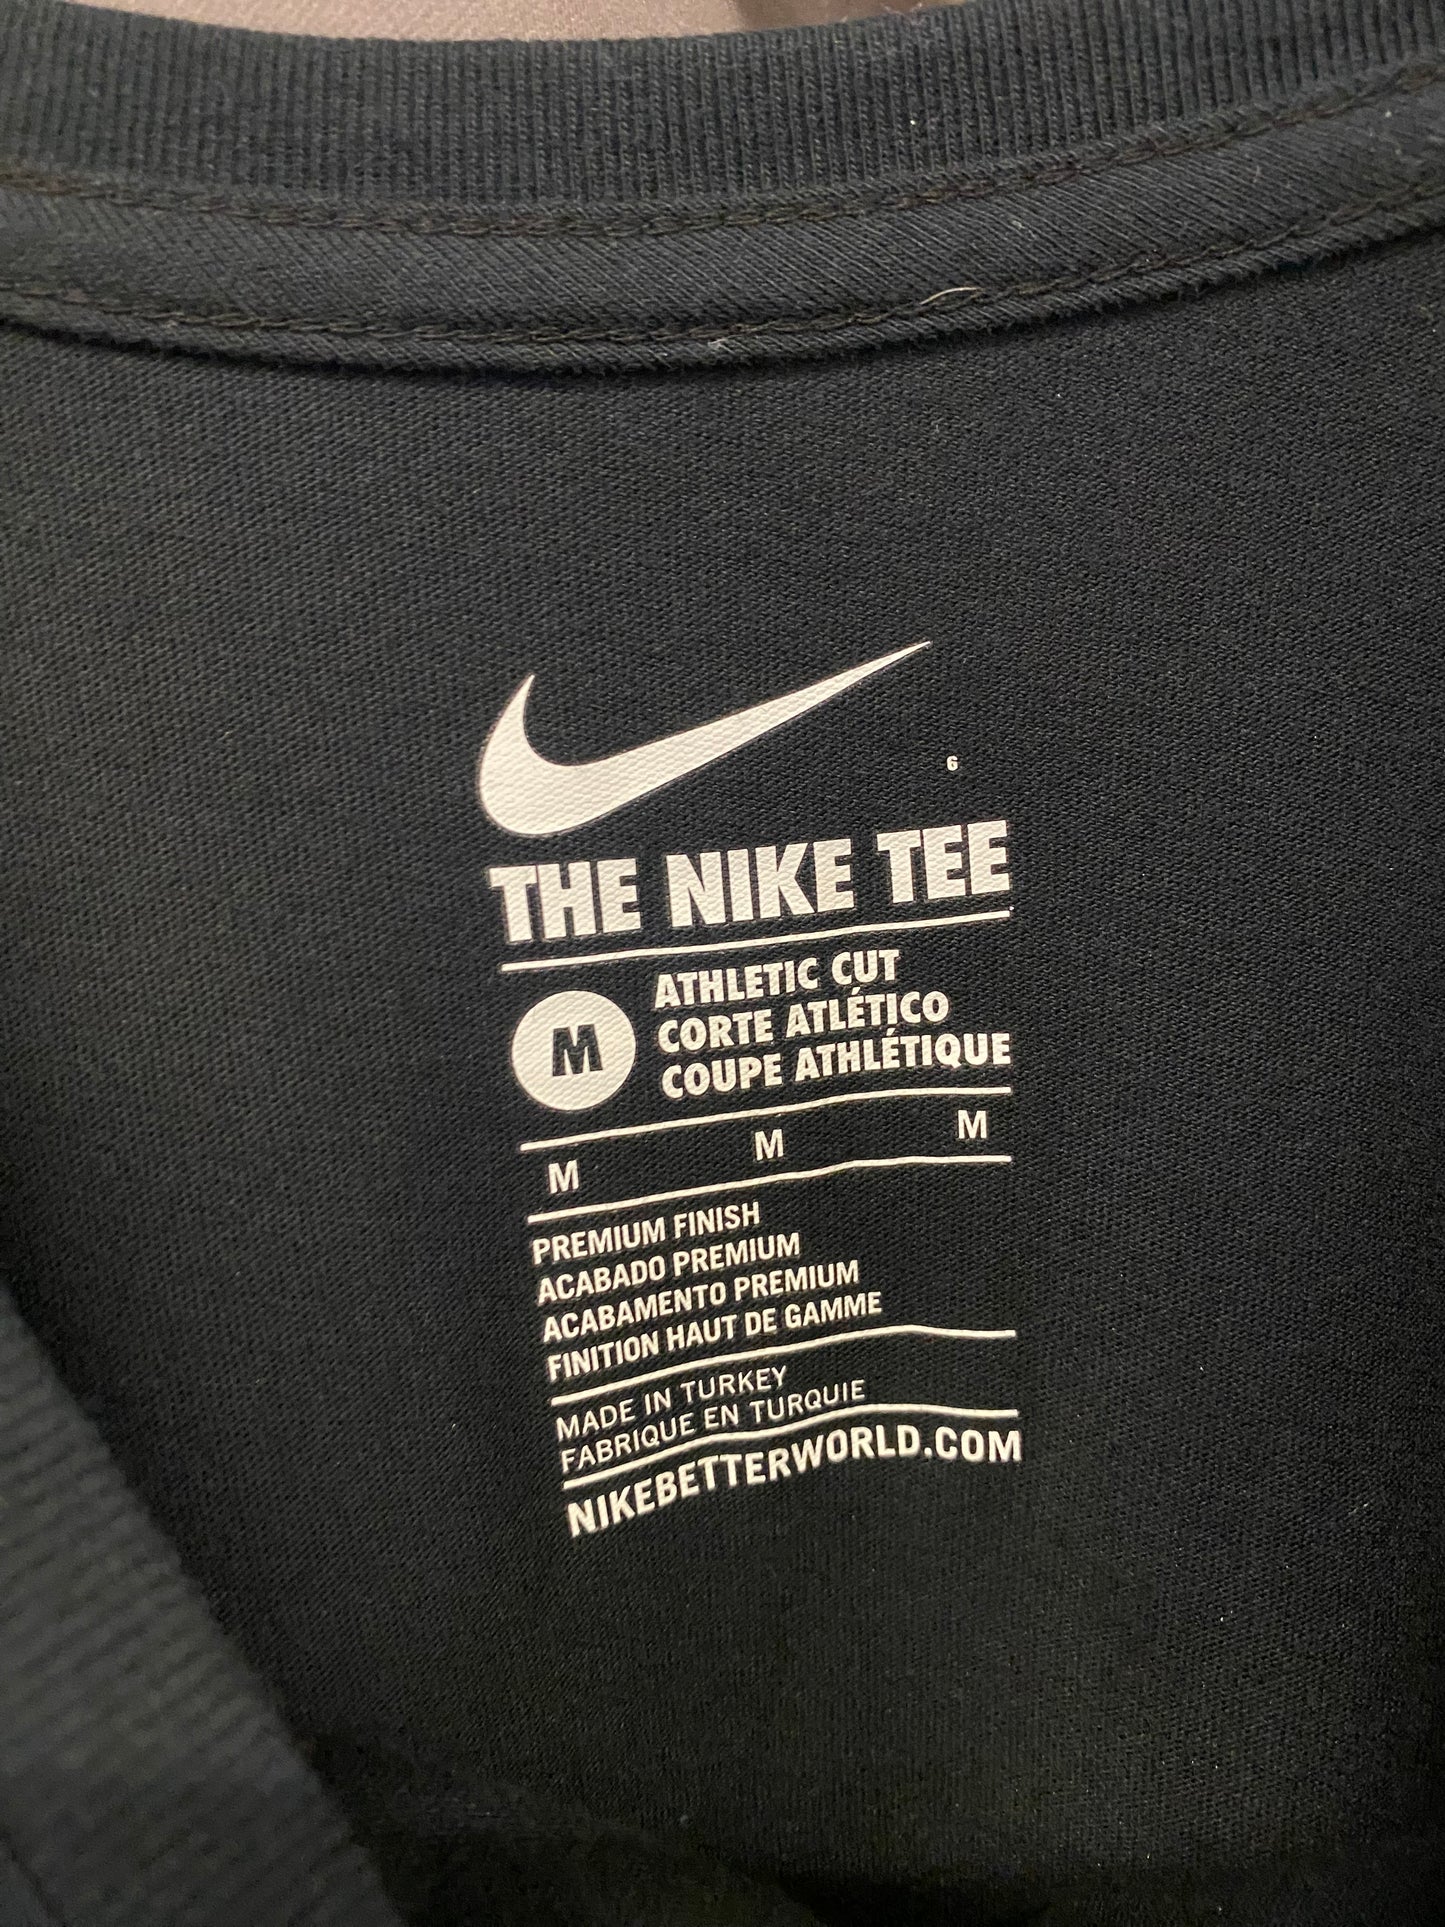 6
THE NIKE TEE
M
ATHLETIC CUT
CORTE ATLÉTICO
COUPE ATHLÉTIQUE
M M M
PREMIUM FINISH
ACABADO PREMIUM
ACABAMENTO PREMIUM
FINITION HAUT DE GAMME
MADE IN TURKEY
FABRIQUE EN TURQUIE
NIKEBETTERWORLD.COM